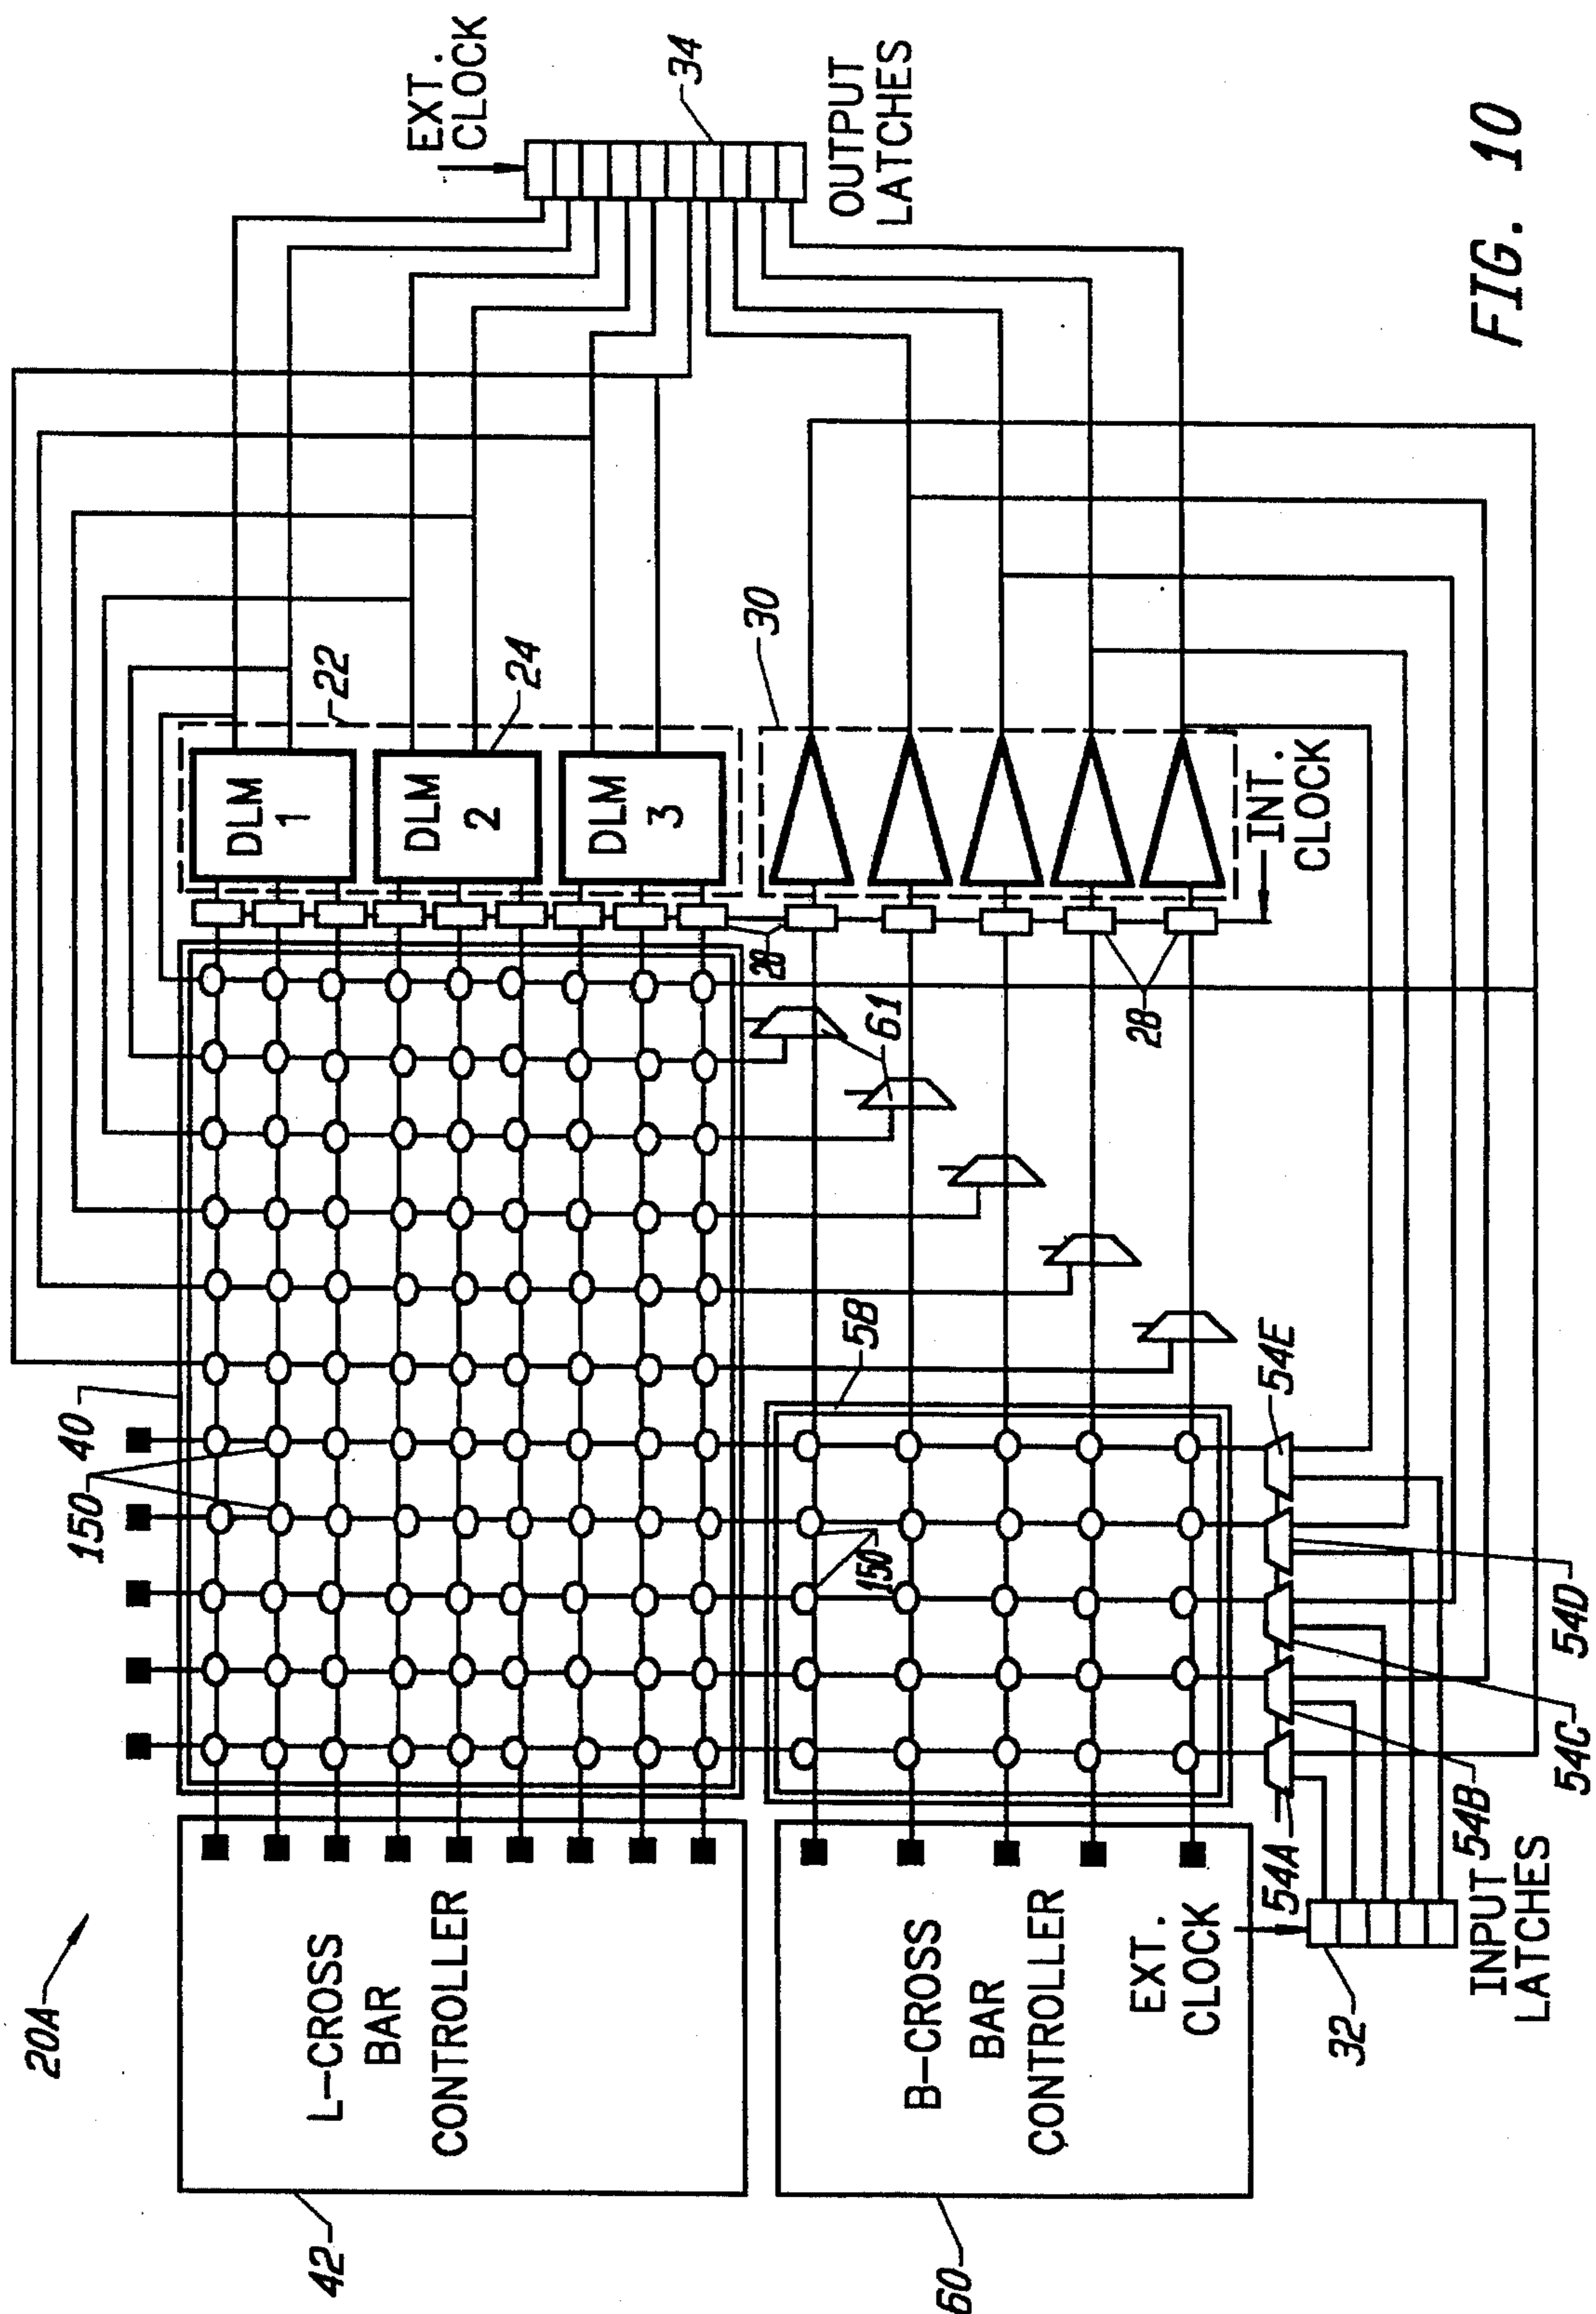 20A
42
L-CROSS
BAR
CONTROLLER
60
B-CROSS
BAR
CONTROLLER
EXT.
CLOCK
32
INPUT
LATCHES
54A
54B
54C
54D
54E
150
40
150
58
61
28
28
22
DLM
1
DLM
2
24
DLM
3
30
INT.
CLOCK
EXT.
CLOCK
34
OUTPUT
LATCHES
FIG. 10